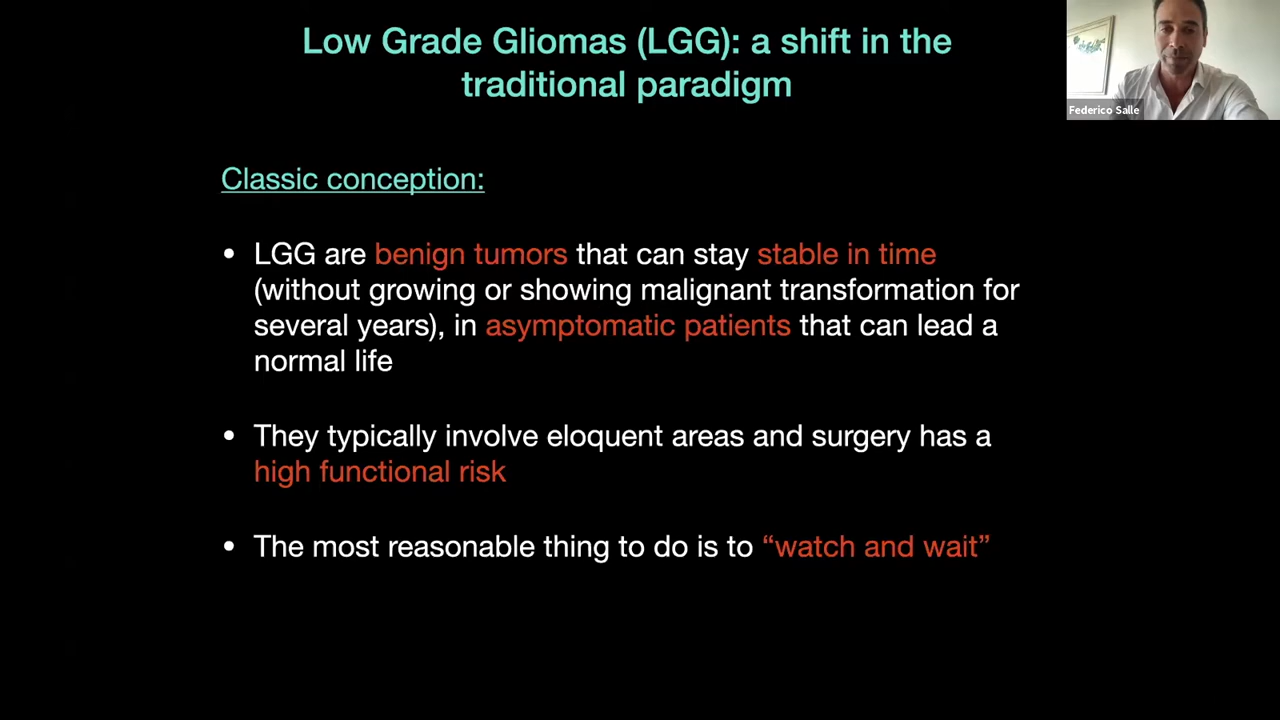 Low Grade Gliomas (LGG): a shift in the
traditional paradigm
Federico Salle
Classic conception:
• LGG are benign tumors that can stay stable in time
(without growing or showing malignant transformation for
several years), in asymptomatic patients that can lead a
normal life
• They typically involve eloquent areas and surgery has a
high functional risk
• The most reasonable thing to do is to “watch and wait”